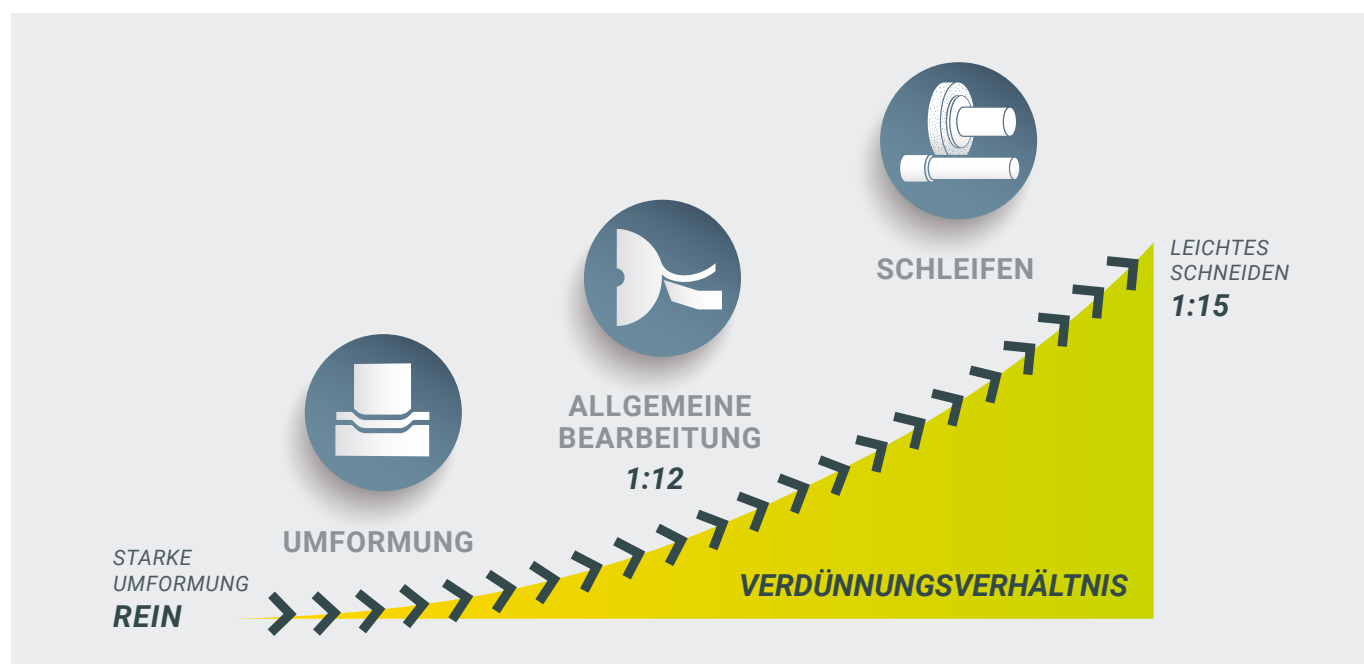 SCHLEIFEN
LEICHTES
SCHNEIDEN
1:15
ALLGEMEINE
BEARBEITUNG
1:12
UMFORMUNG
STARKE
UMFORMUNG
REIN
VERDÜNNUNGSVERHÄLTNIS